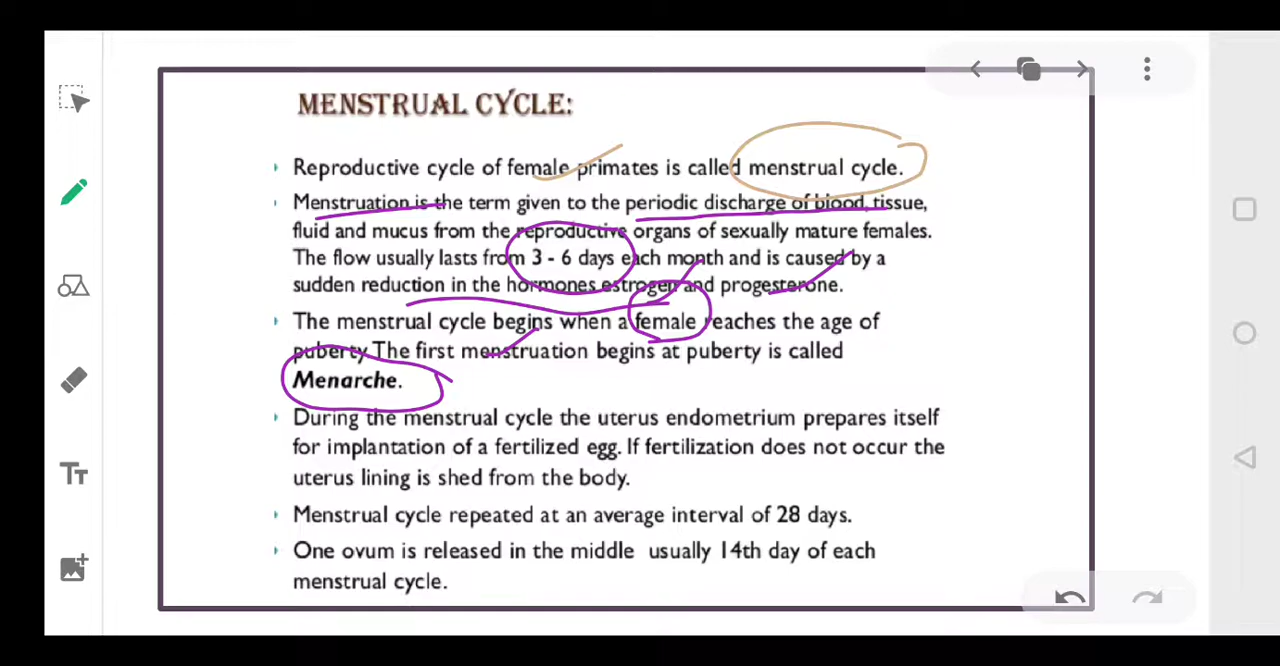 MENSTRUAL CYCLE:
Reproductive cycle of female primates is called menstrual cycle.
Menstruation is the term given to the periodic discharge of blood, tissue,
fluid and mucus from the reproductive organs of sexually mature females.
The flow usually lasts from 3 - 6 days each month and is caused by a
sudden reduction in the hormones estrogen and progesterone.
The menstrual cycle begins when a female reaches the age of
puberty.The first menstruation begins at puberty is called
Menarche.
During the menstrual cycle the uterus endometrium prepares itself
for implantation of a fertilized egg. If fertilization does not occur the
uterus lining is shed from the body.
Menstrual cycle repeated at an average interval of 28 days.
One ovum is released in the middle usually 14th day of each
menstrual cycle.
TT